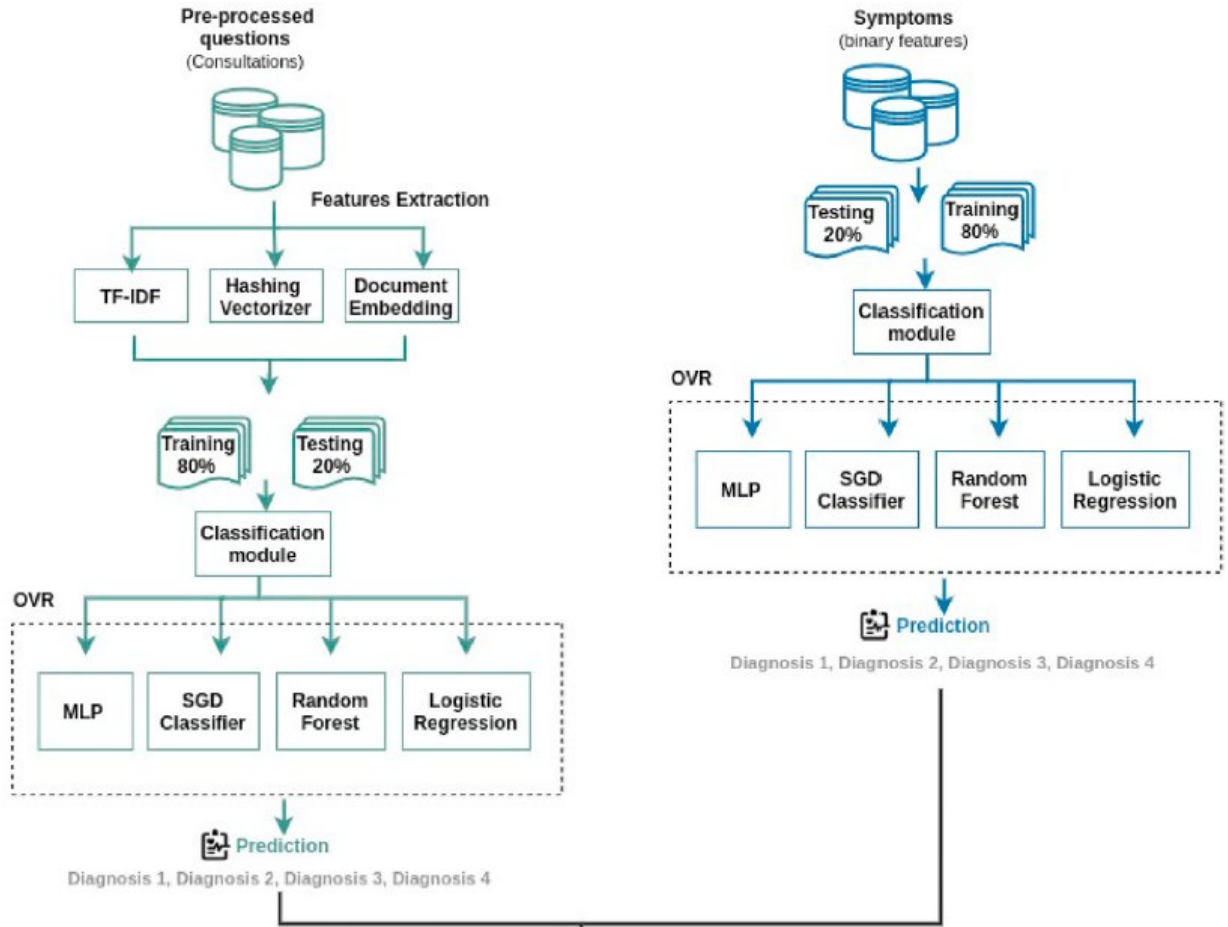 Pre-processed
questions
(Consultations)
Features Extraction
TF-IDF
Hashing
Vectorizer
Document
Embedding
Training
80%
Testing
20%
Classification
module
OVR
MLP
SGD
Classifier
Random
Forest
Logistic
Regression
Prediction
Diagnosis 1, Diagnosis 2, Diagnosis 3, Diagnosis 4
Symptoms
(binary features)
Testing
20%
Training
80%
Classification
module
OVR
MLP
SGD
Classifier
Random
Forest
Logistic
Regression
Prediction
Diagnosis 1, Diagnosis 2, Diagnosis 3, Diagnosis 4